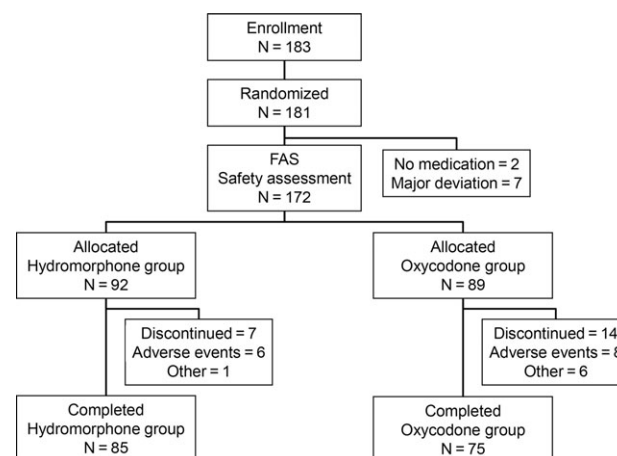 Enrollment
N = 183
Randomized
N = 181
No medication = 2
Major deviation = 7
FAS
Safety assessment
N = 172
Allocated
Hydromorphone group
N = 92
Allocated
Oxycodone group
N = 89
Discontinued = 7
Adverse events = 6
Other = 1
Discontinued = 14
Adverse events = 8
Other = 6
Completed
Hydromorphone group
N = 85
Completed
Oxycodone group
N = 75